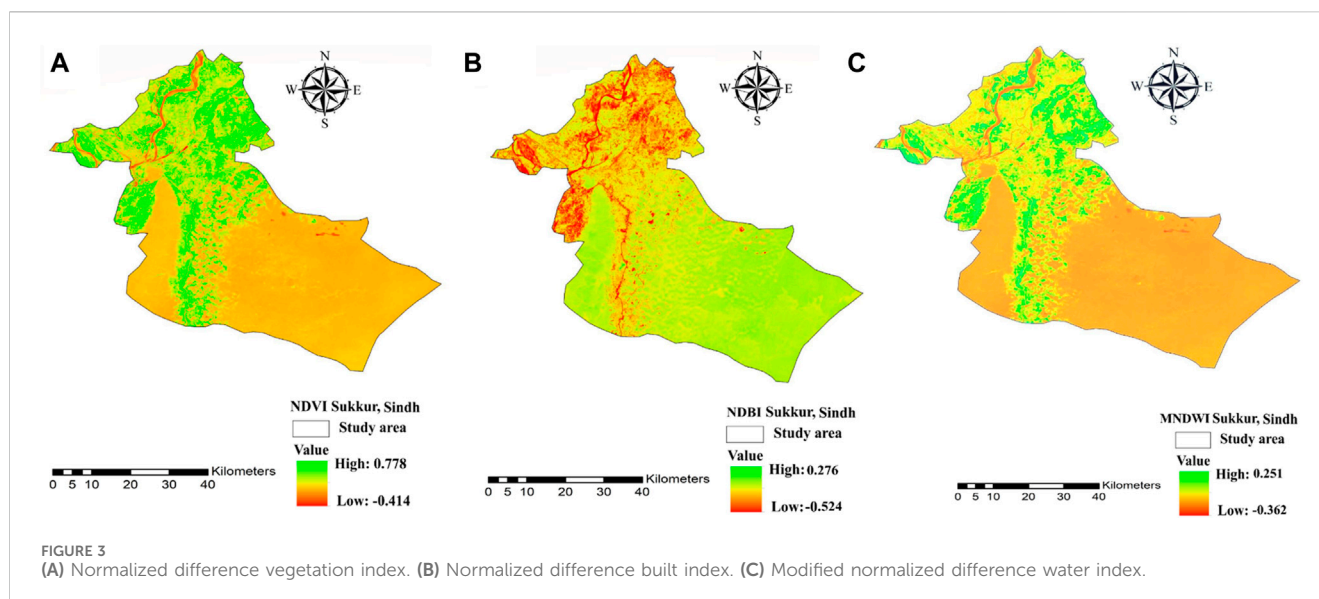 A
N
W
E
S
NDVI Sukkur, Sindh
Study area
Value
High: 0.778
Low: -0.414
Kilometers
0 5 10 20 30 40
B
N
W
E
S
NDBI Sukkur, Sindh
Study area
Value
High: 0.276
Low: -0.524
Kilometers
0 5 10 20 30 40
C
N
W
E
S
MNDWI Sukkur, Sindh
Study area
Value
High: 0.251
Low: -0.362
Kilometers
0 5 10 20 30 40
FIGURE 3
(A) Normalized difference vegetation index. (B) Normalized difference built index. (C) Modified normalized difference water index.